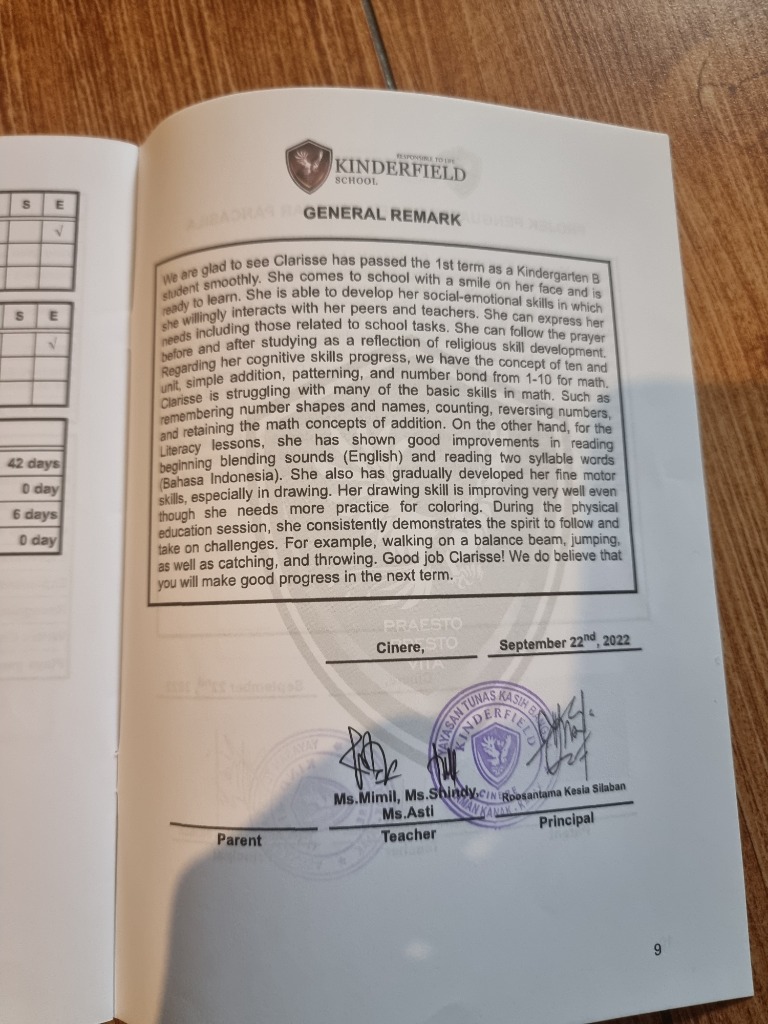 S E
√
S E
√
42 days
0 day
6 days
0 day
RESPONSIBLE TO LIFE
KINDERFIELD
SCHOOL
GENERAL REMARK
We are glad to see Clarisse has passed the 1st term as a Kindergarten B
student smoothly. She comes to school with a smile on her face and is
ready to learn. She is able to develop her social-emotional skills in which
she willingly interacts with her peers and teachers. She can express her
needs including those related to school tasks. She can follow the prayer
before and after studying as a reflection of religious skill development.
Regarding her cognitive skills progress, we have the concept of ten and
unit, simple addition, patterning, and number bond from 1-10 for math.
Clarisse is struggling with many of the basic skills in math. Such as
remembering number shapes and names, counting, reversing numbers,
and retaining the math concepts of addition. On the other hand, for the
Literacy lessons, she has shown good improvements in reading
beginning blending sounds (English) and reading two syllable words
(Bahasa Indonesia). She also has gradually developed her fine motor
skills, especially in drawing. Her drawing skill is improving very well even
though she needs more practice for coloring. During the physical
education session, she consistently demonstrates the spirit to follow and
take on challenges. For example, walking on a balance beam, jumping,
as well as catching, and throwing. Good job Clarisse! We do believe that
you will make good progress in the next term.
PRAESTO
VITA
Cinere, September 22nd, 2022
YAYASAN TUNAS KASIH
KINDERFIELD
CINERE
Ms.Mimil, Ms.Shindy, Roosantama Kesia Silaban
Ms.Asti
Parent Teacher Principal
9